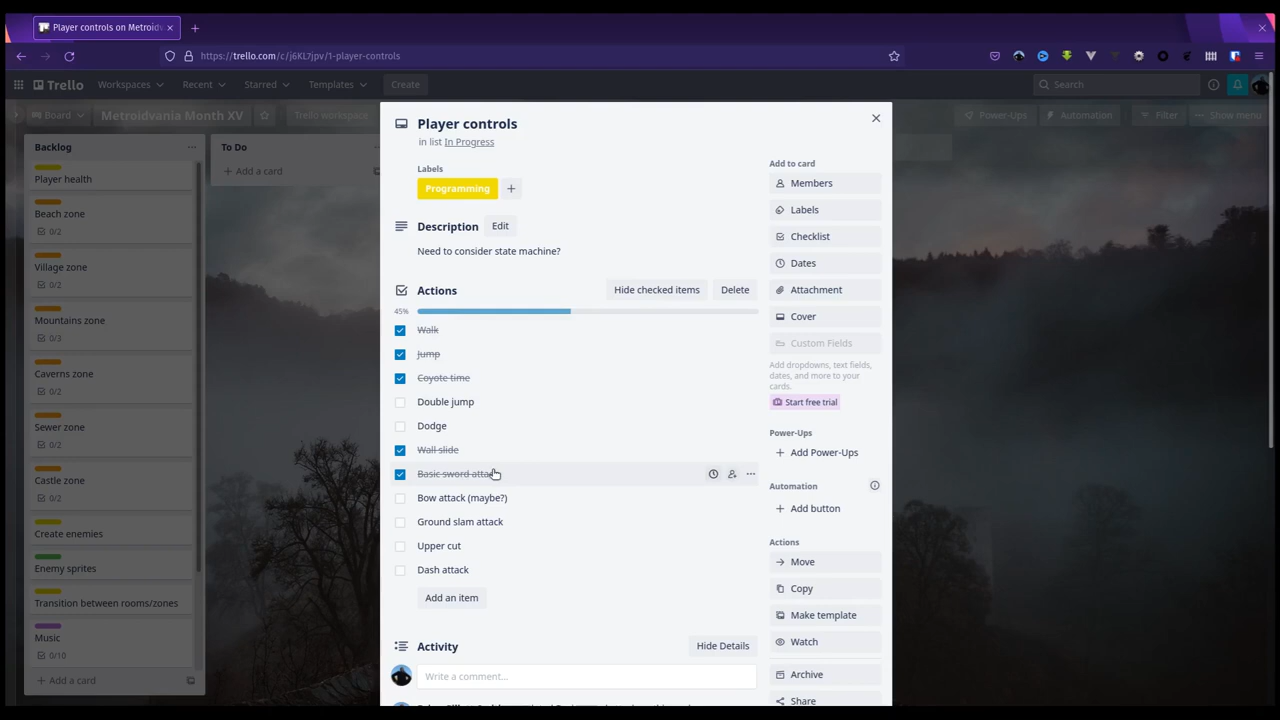 Player controls on Metroidv
https://trello.com/c/j6KL7jpv/1-player-controls
Trello
Workspaces
Recent
Starred
Templates
Create
Search
Board
Metroidvania Month XV
Trello workspace
Power-Ups
Automation
Filter
Show menu
Backlog
Player health
Beach zone
0/2
Village zone
0/2
Mountains zone
0/3
Caverns zone
0/2
Sewer zone
0/2
Castle zone
0/2
Create enemies
Enemy sprites
Transition between rooms/zones
Music
0/10
Add a card
To Do
Add a card
Player controls
in list In Progress
Labels
Programming
Description
Edit
Need to consider state machine?
Actions
Hide checked items
Delete
45%
Walk
Jump
Coyote time
Double jump
Dodge
Wall slide
Basic sword attack
Bow attack (maybe?)
Ground slam attack
Upper cut
Dash attack
Add an item
Activity
Hide Details
Write a comment...
Add to card
Members
Labels
Checklist
Dates
Attachment
Cover
Custom Fields
Add dropdowns, text fields,
dates, and more to your
cards.
Start free trial
Power-Ups
Add Power-Ups
Automation
Add button
Actions
Move
Copy
Make template
Watch
Archive
Share